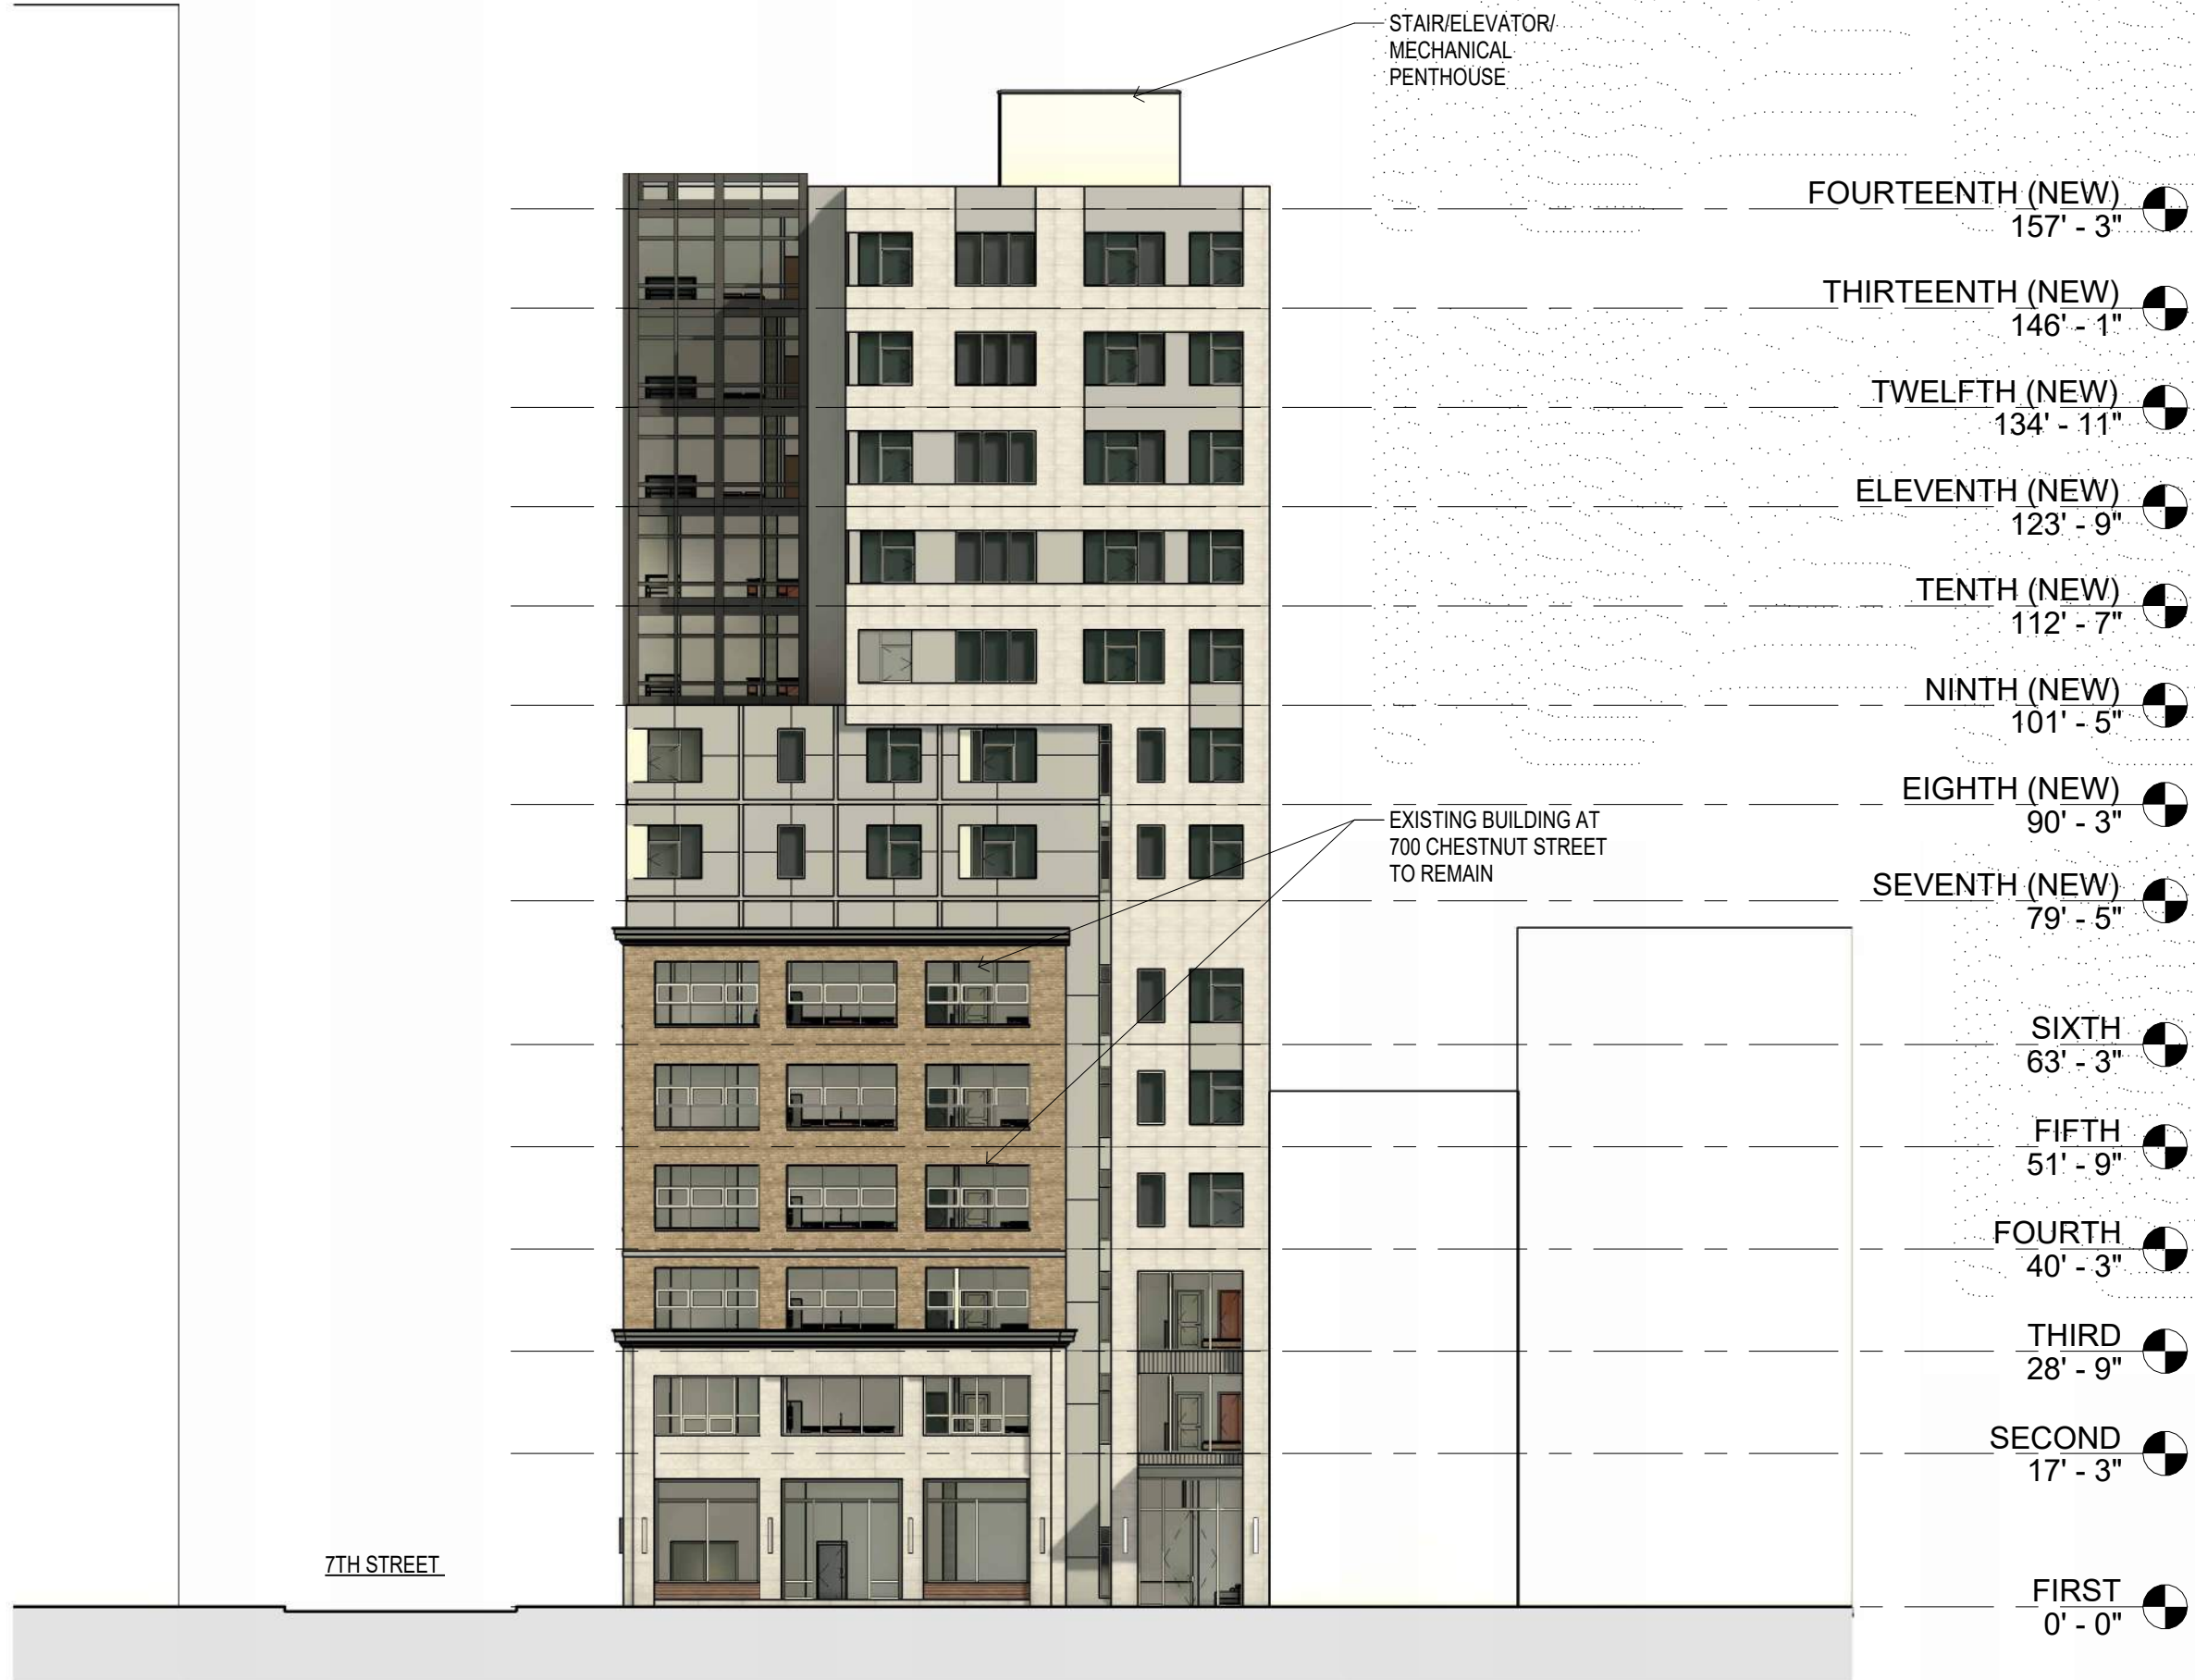 STAIR/ELEVATOR/
MECHANICAL
PENTHOUSE
FOURTEENTH (NEW)
157' - 3"
THIRTEENTH (NEW)
146' - 1"
TWELFTH (NEW)
134' - 11"
ELEVENTH (NEW)
123' - 9"
TENTH (NEW)
112' - 7"
NINTH (NEW)
101' - 5"
EIGHTH (NEW)
90' - 3"
EXISTING BUILDING AT
700 CHESTNUT STREET
TO REMAIN
SEVENTH (NEW)
79' - 5"
SIXTH
63' - 3"
FIFTH
51' - 9"
FOURTH
40' - 3"
THIRD
28' - 9"
SECOND
17' - 3"
7TH STREET
FIRST
0' - 0"